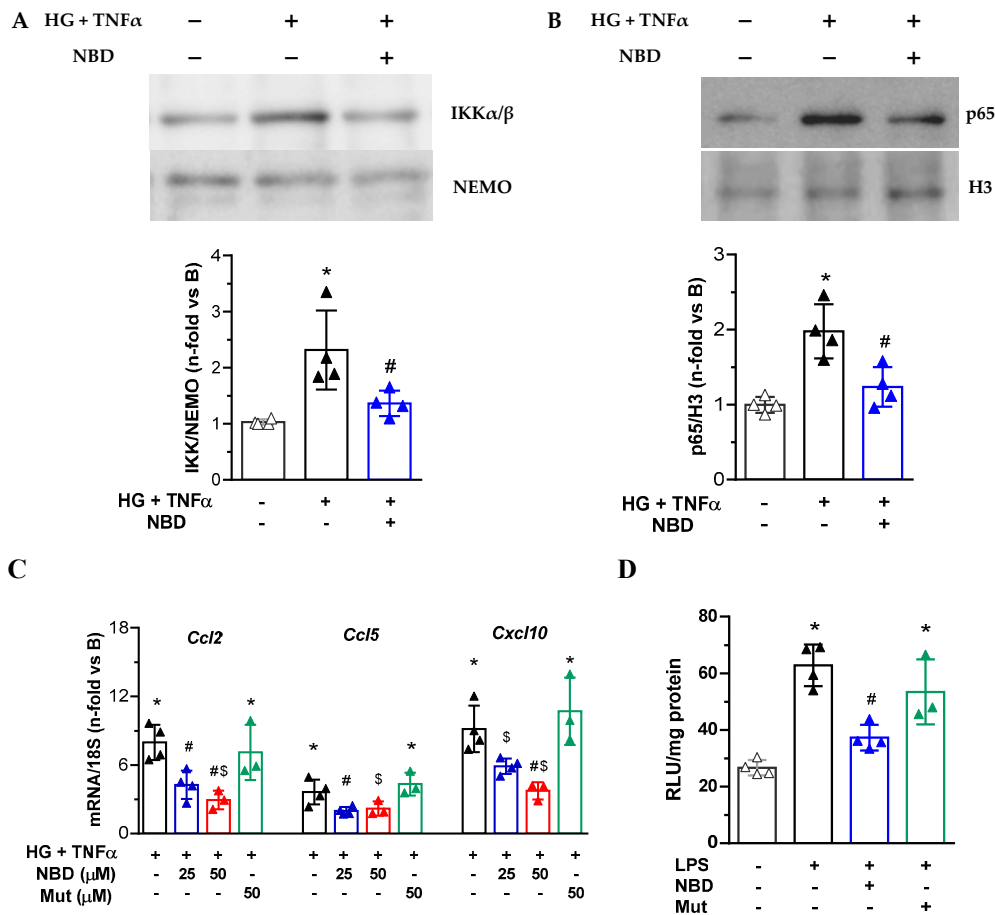 A
HG + TNFα − + +
NBD − − +
IKKα/β
NEMO
IKK/NEMO (n-fold vs B)
4
3
2
1
0
*
#
HG + TNFα - + +
NBD - - +
B
HG + TNFα − + +
NBD − − +
p65
H3
p65/H3 (n-fold vs B)
3
2
1
0
*
#
HG + TNFα - + +
NBD - - +
C
mRNA/18S (n-fold vs B)
18
12
6
0
Ccl2 Ccl5 Cxcl10
* # #$ *
* # $ *
* $ #$ *
HG + TNFα + + + + + + + + + + + +
NBD (μM) - 25 50 - - 25 50 - - 25 50 -
Mut (μM) - - - 50 - - - 50 - - - 50
D
RLU/mg protein
80
60
40
20
0
* # *
LPS - + + +
NBD - - + -
Mut - - - +